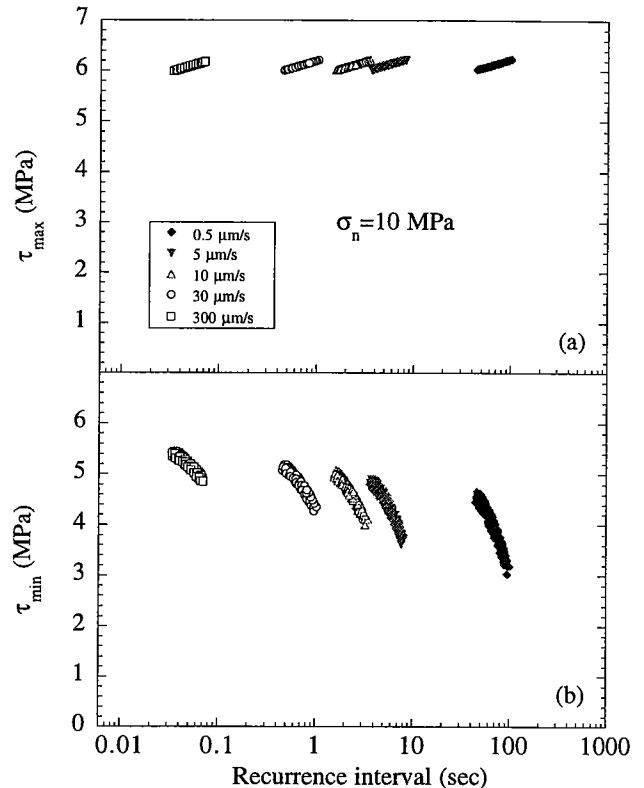 7
6
5
4
3
2
1
τmax (MPa)
σn=10 MPa
0.5 μm/s
5 μm/s
10 μm/s
30 μm/s
300 μm/s
(a)
6
5
4
3
2
1
0
τmin (MPa)
(b)
0.01 0.1 1 10 100 1000
Recurrence interval (sec)